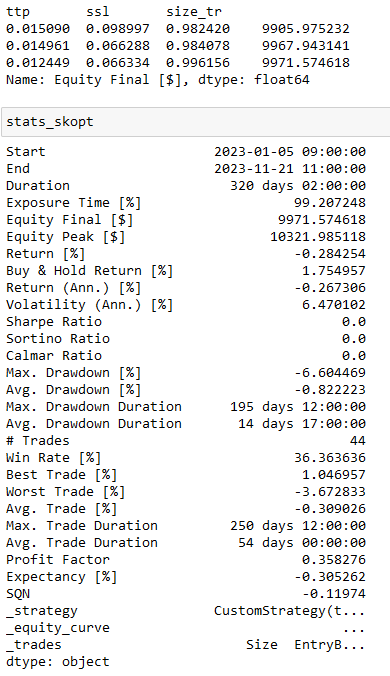 ttp ssl size_tr
0.015090 0.098997 0.982420 9905.975232
0.014961 0.066288 0.984078 9967.943141
0.012449 0.066334 0.996156 9971.574618
Name: Equity Final [$], dtype: float64
stats_skopt
Start 2023-01-05 09:00:00
End 2023-11-21 11:00:00
Duration 320 days 02:00:00
Exposure Time [%] 99.207248
Equity Final [$] 9971.574618
Equity Peak [$] 10321.985118
Return [%] -0.284254
Buy & Hold Return [%] 1.754957
Return (Ann.) [%] -0.267306
Volatility (Ann.) [%] 6.470102
Sharpe Ratio 0.0
Sortino Ratio 0.0
Calmar Ratio 0.0
Max. Drawdown [%] -6.604469
Avg. Drawdown [%] -0.822223
Max. Drawdown Duration 195 days 12:00:00
Avg. Drawdown Duration 14 days 17:00:00
# Trades 44
Win Rate [%] 36.363636
Best Trade [%] 1.046957
Worst Trade [%] -3.672833
Avg. Trade [%] -0.309026
Max. Trade Duration 250 days 12:00:00
Avg. Trade Duration 54 days 00:00:00
Profit Factor 0.358276
Expectancy [%] -0.305262
SQN -0.11974
_strategy CustomStrategy(t...
_equity_curve ...
_trades Size EntryB...
dtype: object